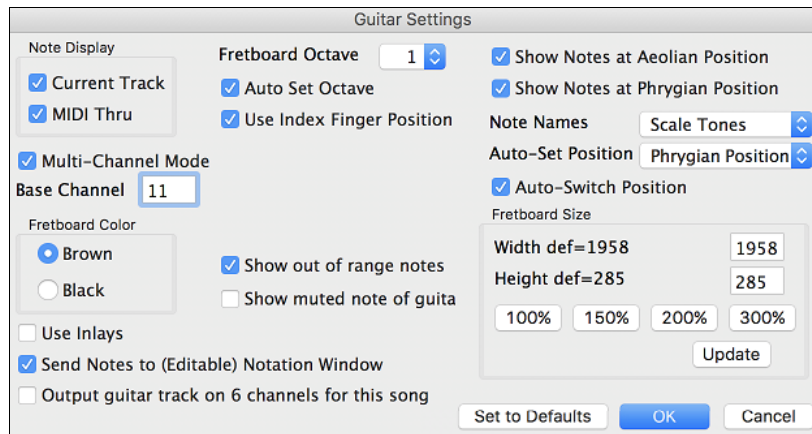 Guitar Settings
Note Display
Current Track
MIDI Thru
Multi-Channel Mode
Base Channel 11
Fretboard Color
Brown
Black
Use Inlays
Send Notes to (Editable) Notation Window
Output guitar track on 6 channels for this song
Fretboard Octave 1
Auto Set Octave
Use Index Finger Position
Show out of range notes
Show muted note of guita
Show Notes at Aeolian Position
Show Notes at Phrygian Position
Note Names Scale Tones
Auto-Set Position Phrygian Position
Auto-Switch Position
Fretboard Size
Width def=1958 1958
Height def=285 285
100% 150% 200% 300%
Update
Set to Defaults OK Cancel